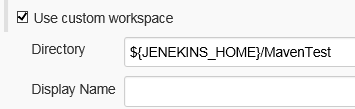 Use custom workspace
Directory
${JENEKINS_HOME}/MavenTest
Display Name